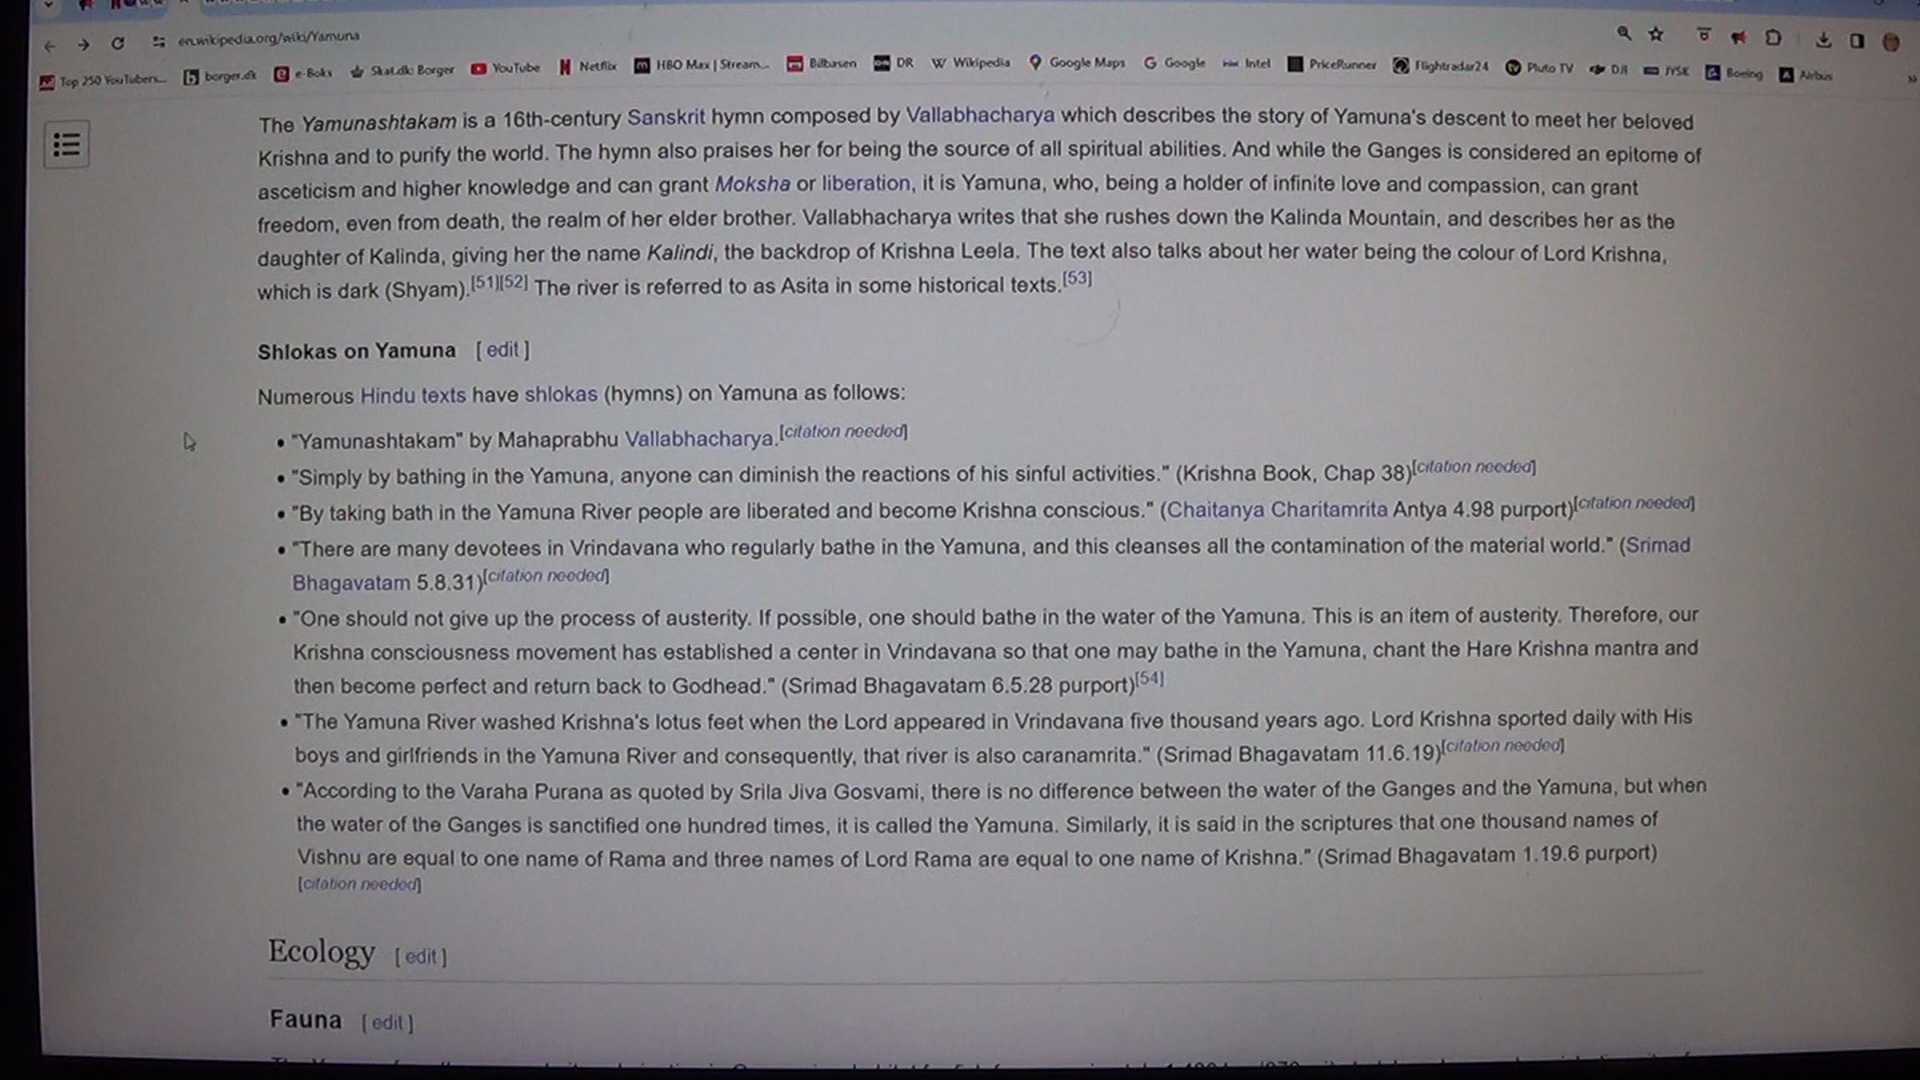 en.wikipedia.org/wiki/Yamuna
Top 250 YouTubers... borger.dk e-Boks Skat.dk: Borger YouTube Netflix HBO Max | Stream... Bilbasen DR Wikipedia Google Maps Google Intel PriceRunner Flightradar24 Pluto TV DJI JYSK Boeing Airbus
The Yamunashtakam is a 16th-century Sanskrit hymn composed by Vallabhacharya which describes the story of Yamuna's descent to meet her beloved
Krishna and to purify the world. The hymn also praises her for being the source of all spiritual abilities. And while the Ganges is considered an epitome of
asceticism and higher knowledge and can grant Moksha or liberation, it is Yamuna, who, being a holder of infinite love and compassion, can grant
freedom, even from death, the realm of her elder brother. Vallabhacharya writes that she rushes down the Kalinda Mountain, and describes her as the
daughter of Kalinda, giving her the name Kalindi, the backdrop of Krishna Leela. The text also talks about her water being the colour of Lord Krishna,
which is dark (Shyam).[51][52] The river is referred to as Asita in some historical texts.[53]
Shlokas on Yamuna [ edit ]
Numerous Hindu texts have shlokas (hymns) on Yamuna as follows:
• "Yamunashtakam" by Mahaprabhu Vallabhacharya.[citation needed]
• "Simply by bathing in the Yamuna, anyone can diminish the reactions of his sinful activities." (Krishna Book, Chap 38)[citation needed]
• "By taking bath in the Yamuna River people are liberated and become Krishna conscious." (Chaitanya Charitamrita Antya 4.98 purport)[citation needed]
• "There are many devotees in Vrindavana who regularly bathe in the Yamuna, and this cleanses all the contamination of the material world." (Srimad
Bhagavatam 5.8.31)[citation needed]
• "One should not give up the process of austerity. If possible, one should bathe in the water of the Yamuna. This is an item of austerity. Therefore, our
Krishna consciousness movement has established a center in Vrindavana so that one may bathe in the Yamuna, chant the Hare Krishna mantra and
then become perfect and return back to Godhead." (Srimad Bhagavatam 6.5.28 purport)[54]
• "The Yamuna River washed Krishna's lotus feet when the Lord appeared in Vrindavana five thousand years ago. Lord Krishna sported daily with His
boys and girlfriends in the Yamuna River and consequently, that river is also caranamrita." (Srimad Bhagavatam 11.6.19)[citation needed]
• "According to the Varaha Purana as quoted by Srila Jiva Gosvami, there is no difference between the water of the Ganges and the Yamuna, but when
the water of the Ganges is sanctified one hundred times, it is called the Yamuna. Similarly, it is said in the scriptures that one thousand names of
Vishnu are equal to one name of Rama and three names of Lord Rama are equal to one name of Krishna." (Srimad Bhagavatam 1.19.6 purport)
[citation needed]
Ecology [ edit ]
Fauna [ edit ]